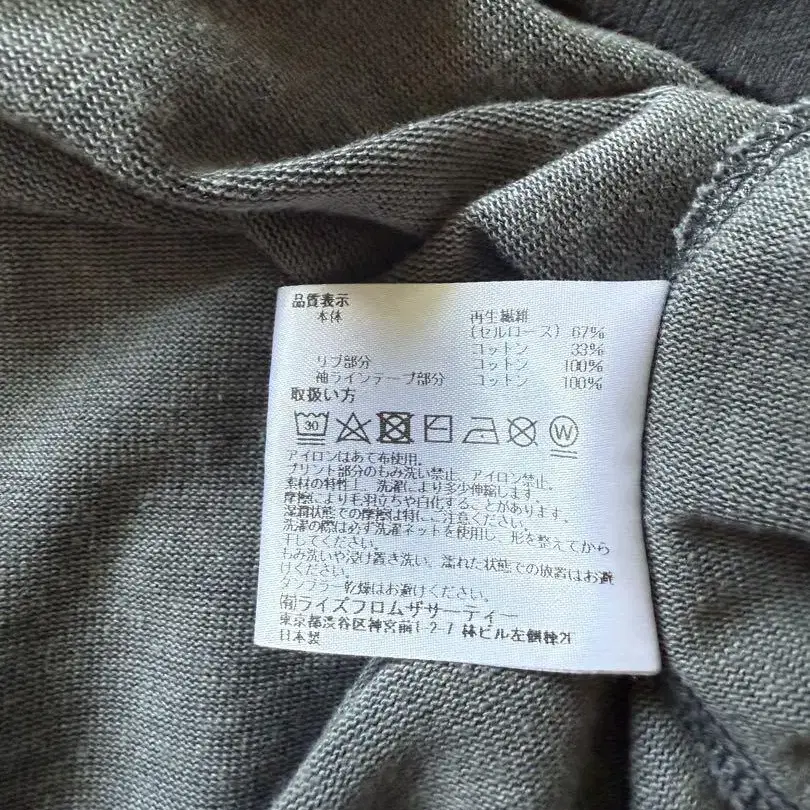 品質表示
本体 再生繊維
(セルロース) 67%
コットン 33%
リブ部分 コットン 100%
袖ラインテープ部分 コットン 100%
取扱い方
30 W
アイロンはあて布使用。
プリント部分のもみ洗い禁止、アイロン禁止。
素材の特性上、洗濯により多少伸縮します。
摩擦により毛羽立ちや白化することがあります。
湿潤状態での摩擦は特にご注意ください。
洗濯の際は必ず洗濯ネットを使用し、形を整えてから
干してください。
もみ洗いや浸け置き洗い、濡れた状態での放置はお避
けください。
タンブラー乾燥はお避けください。
(有)ライズフロムザサーティー
東京都渋谷区神宮前1-2-7 林ビル左側棟2F
日本製